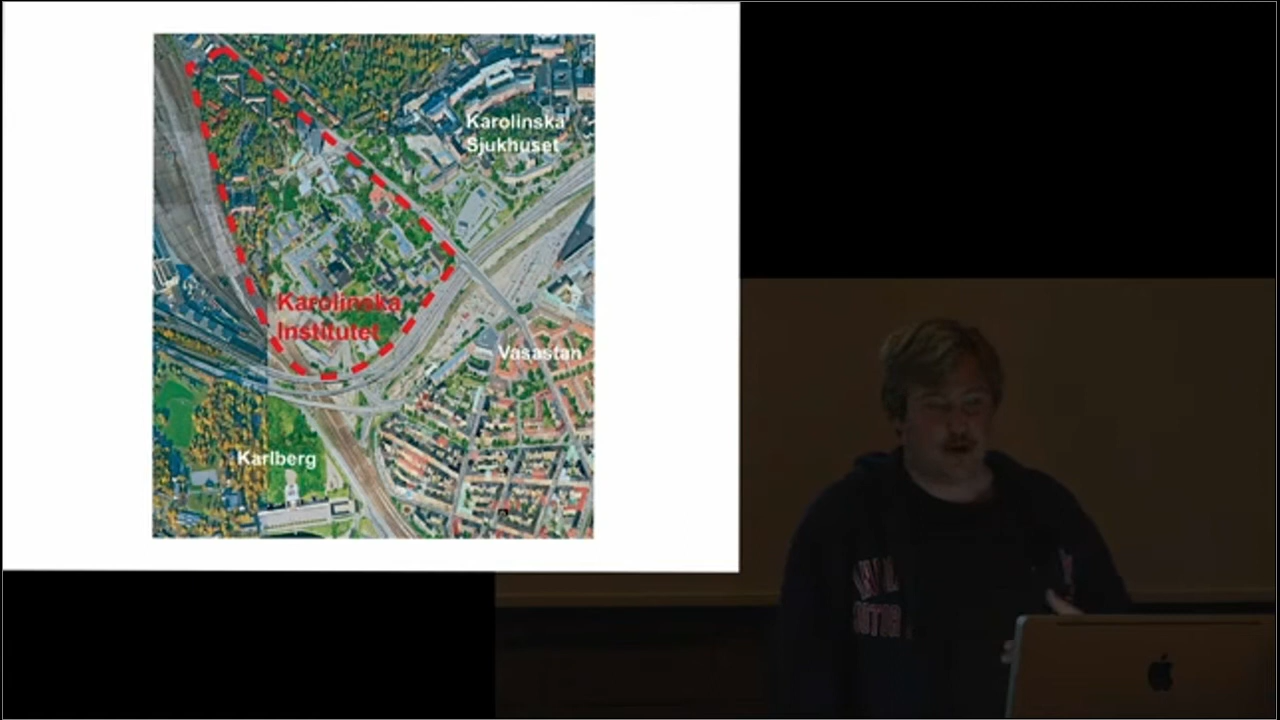 Karolinska
Sjukhuset
Karolinska
Institutet
Vasastan
Karlberg